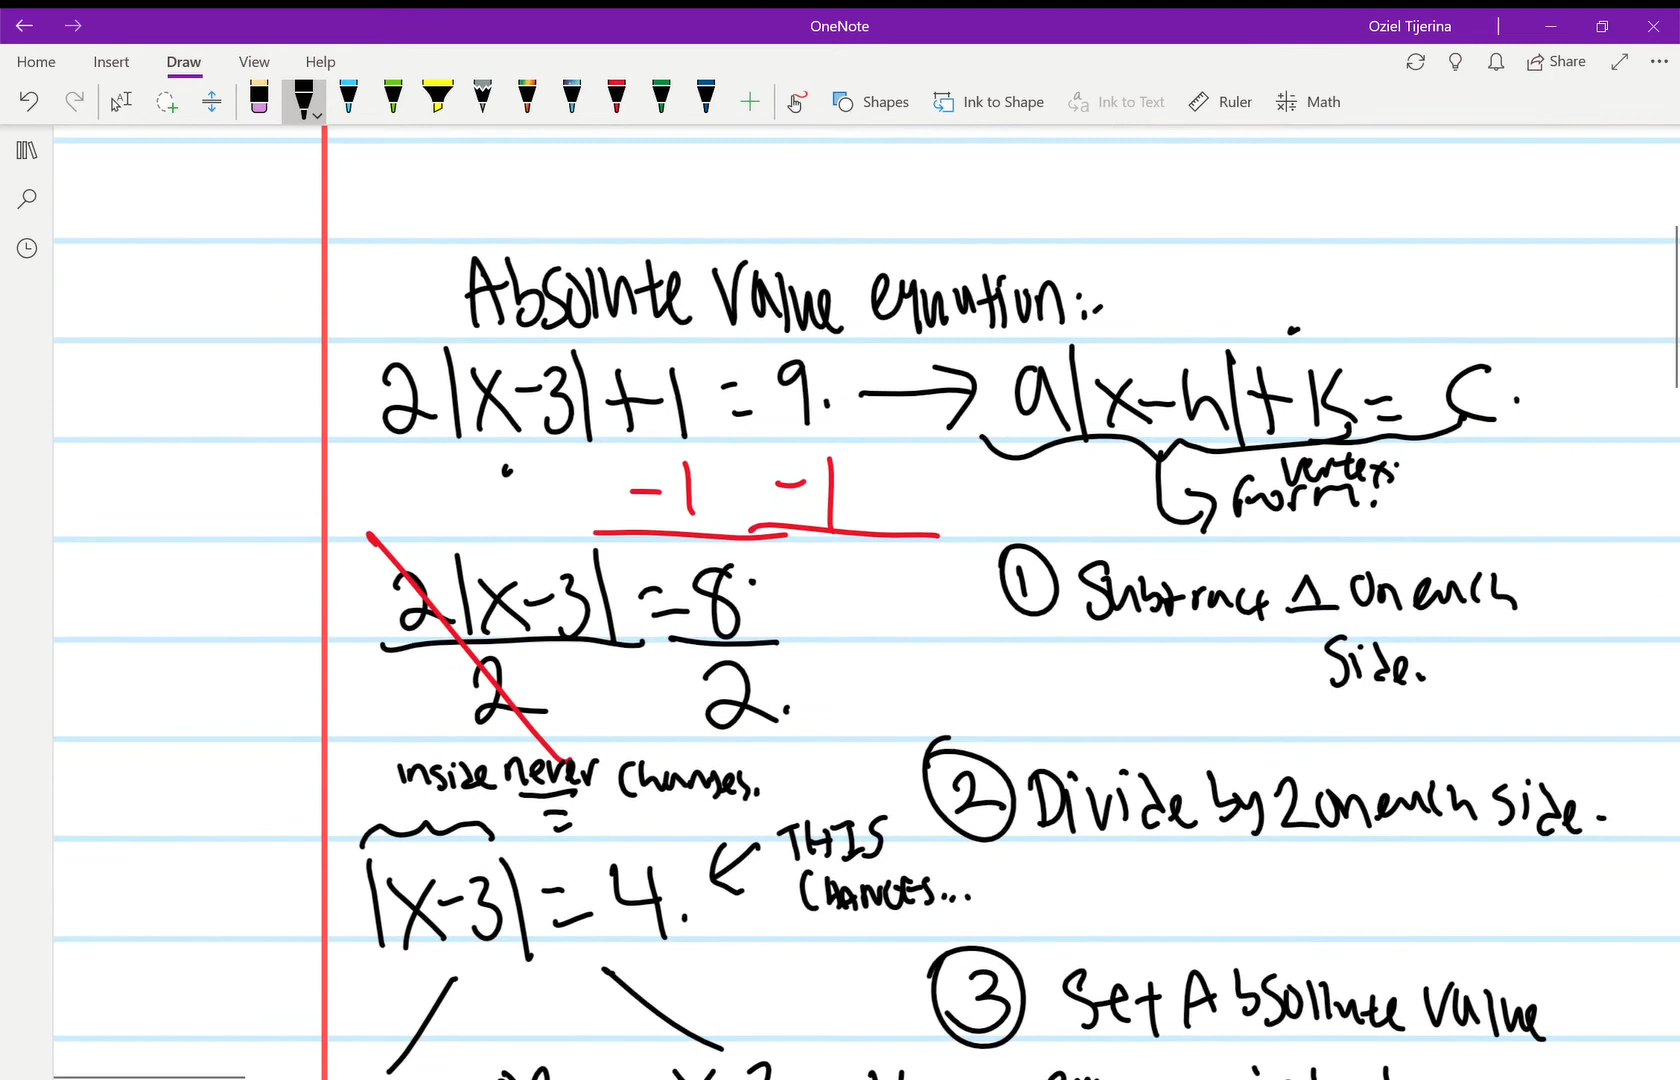 OneNote
Oziel Tijerina
Home Insert Draw View Help
Share
Shapes Ink to Shape Ink to Text Ruler Math
Absolute Value equation:
2|x-3|+1=9. → a|x-h|+k=c.
vertex
form.
-1 -1
2|x-3| = 8
2 2.
① Subtract 1 on each
side.
inside never changes.
② Divide by 2 on each side.
|x-3| = 4.
← THIS
CHANGES...
③ Set Absolute value